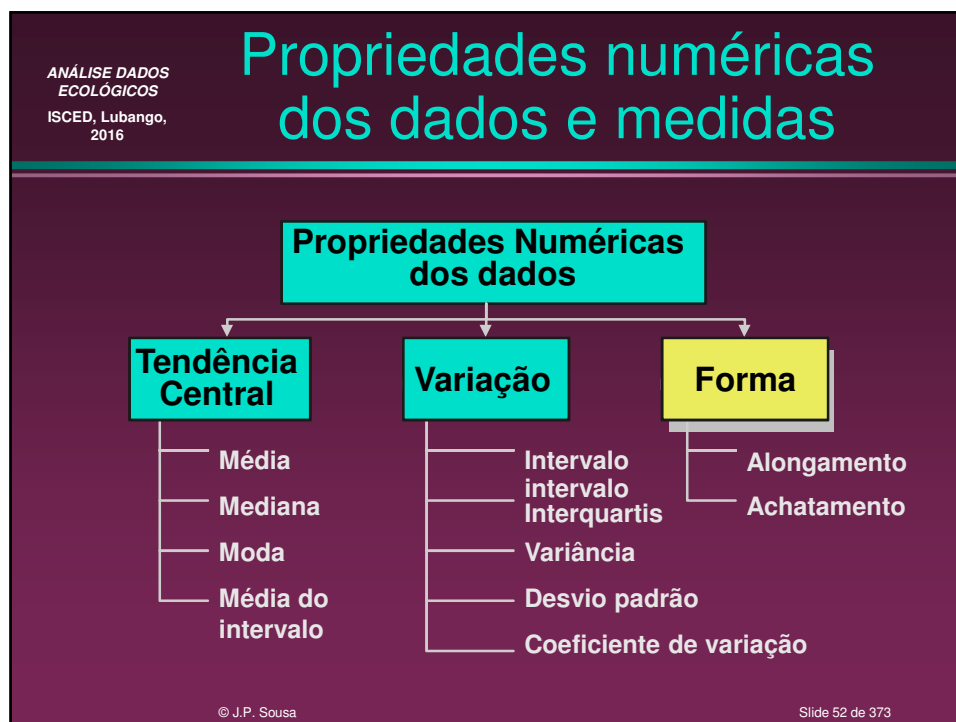 ANÁLISE DADOS
ECOLÓGICOS
ISCED, Lubango,
2016
Propriedades numéricas
dos dados e medidas
Propriedades Numéricas
dos dados
Tendência
Central
Média
Mediana
Moda
Média do
intervalo
Variação
Intervalo
intervalo
Interquartis
Variância
Desvio padrão
Coeficiente de variação
Forma
Alongamento
Achatamento
© J.P. Sousa
Slide 52 de 373